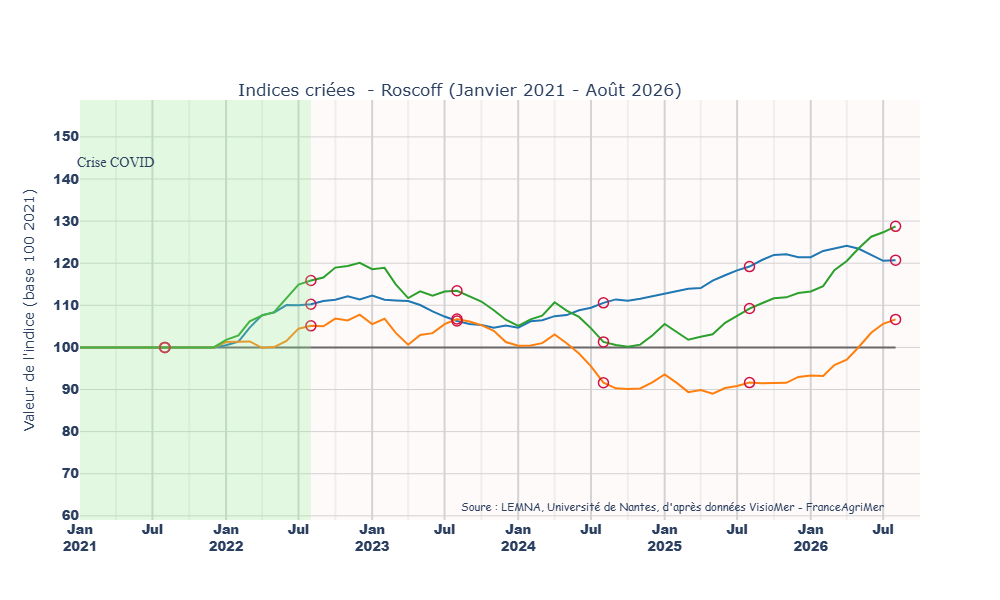 Indices criées - Roscoff (Janvier 2021 - Août 2026)
Valeur de l'indice (base 100 2021)
150
140
130
120
110
100
90
80
70
60
Crise COVID
Soure : LEMNA, Université de Nantes, d'après données VisioMer - FranceAgriMer
Jan Jul Jan Jul Jan Jul Jan Jul Jan Jul Jan Jul
2021 2022 2023 2024 2025 2026